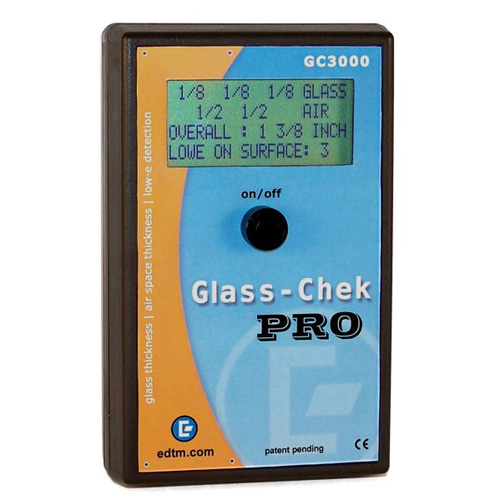 GC3000
1/8 1/8 1/8 GLASS
1/2 1/2 AIR
OVERALL : 1 3/8 INCH
LOWE ON SURFACE: 3
on/off
Glass-Chek
PRO
glass thickness | air space thickness | low-e detection
E
edtm.com
patent pending
CE